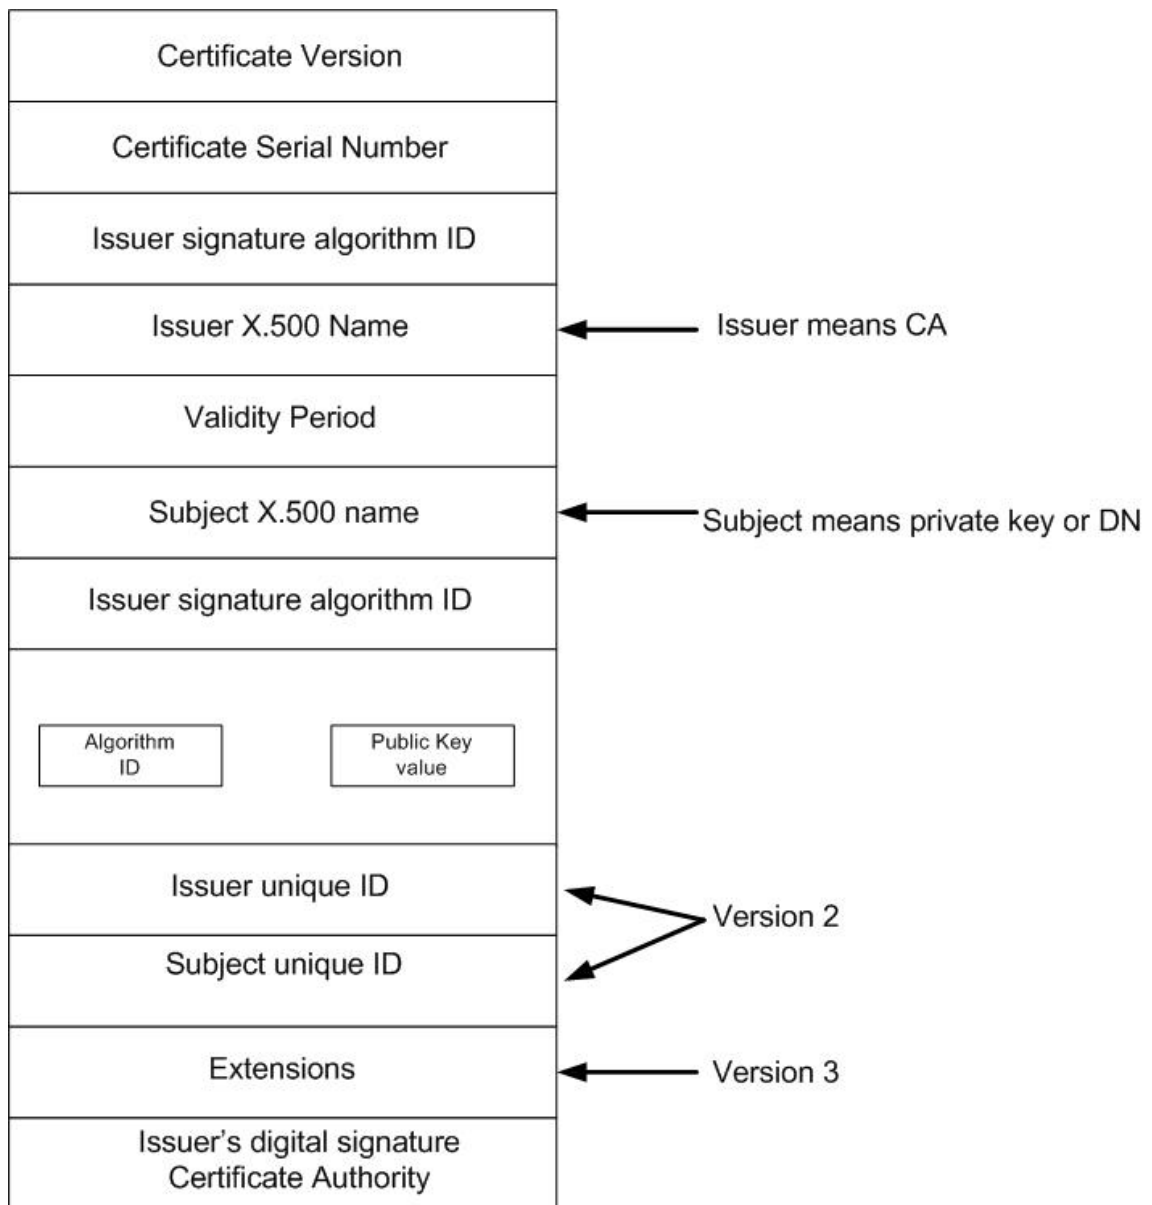 Certificate Version
Certificate Serial Number
Issuer signature algorithm ID
Issuer X.500 Name
Issuer means CA
Validity Period
Subject X.500 name
Subject means private key or DN
Issuer signature algorithm ID
Algorithm
ID
Public Key
value
Issuer unique ID
Version 2
Subject unique ID
Extensions
Version 3
Issuer’s digital signature
Certificate Authority